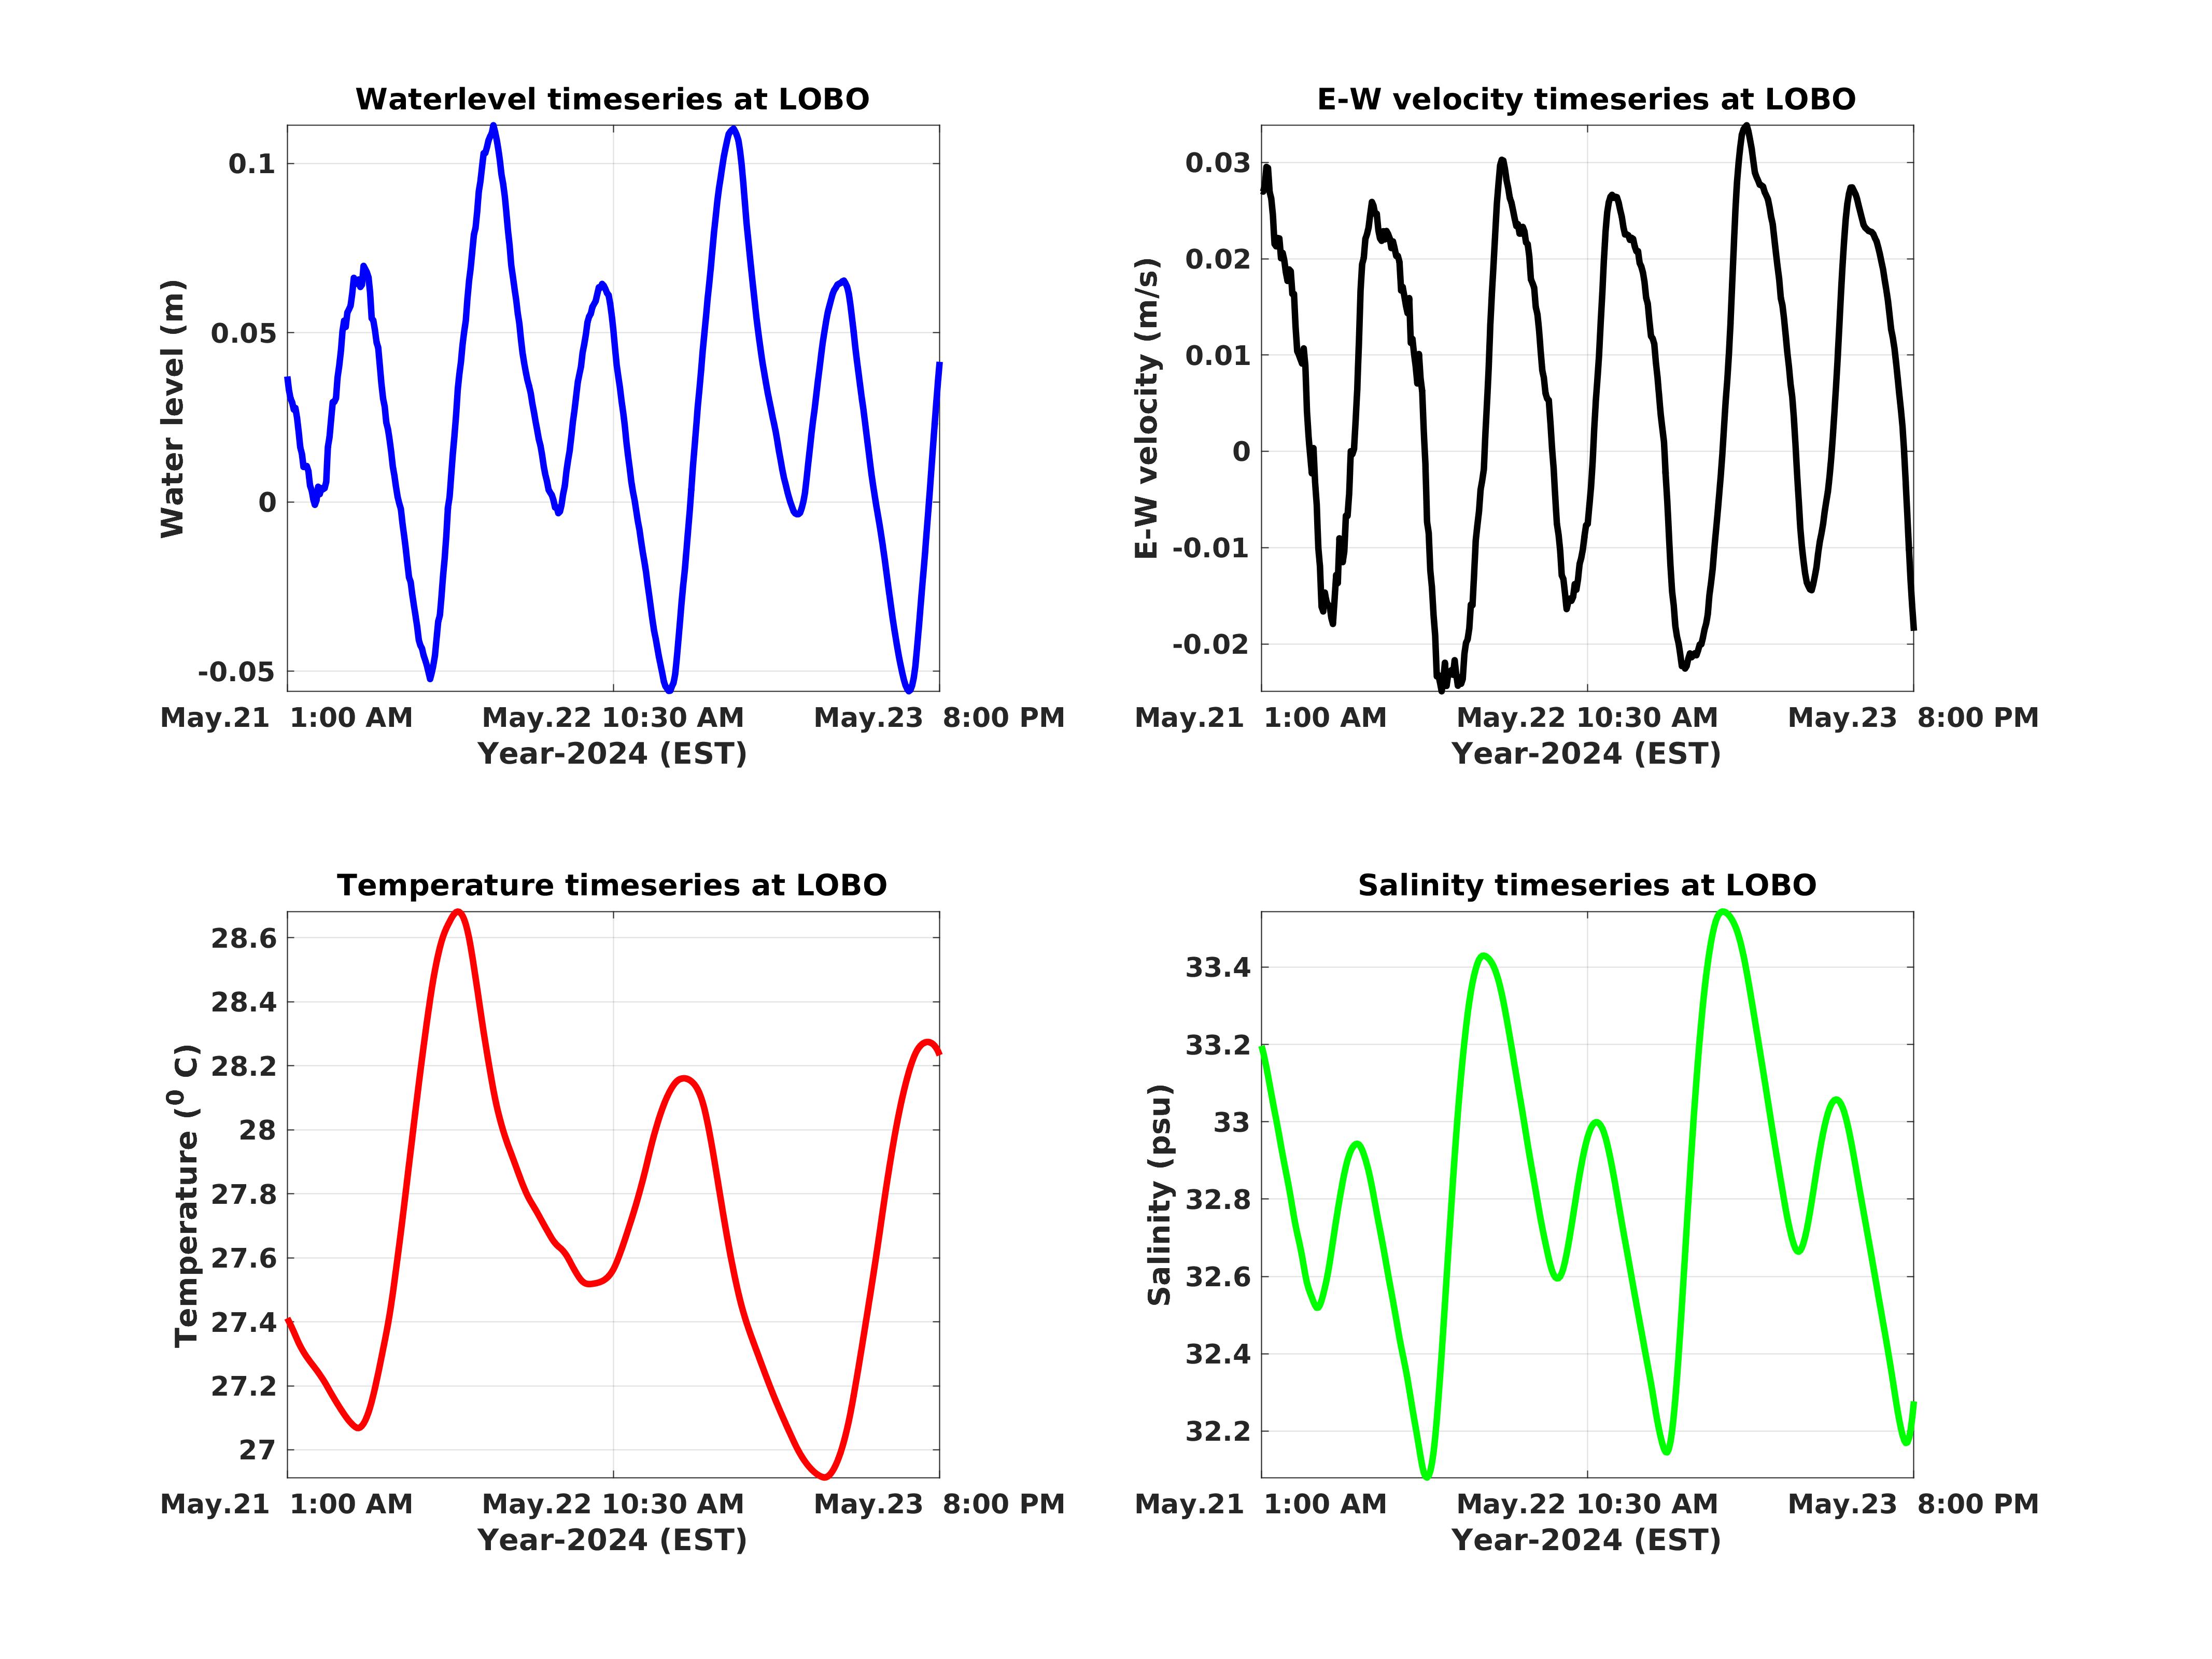 Waterlevel timeseries at LOBO
Water level (m)
0.1
0.05
0
-0.05
May.21 1:00 AM
May.22 10:30 AM
May.23 8:00 PM
Year-2024 (EST)
E-W velocity timeseries at LOBO
E-W velocity (m/s)
0.03
0.02
0.01
0
-0.01
-0.02
May.21 1:00 AM
May.22 10:30 AM
May.23 8:00 PM
Year-2024 (EST)
Temperature timeseries at LOBO
Temperature (⁰ C)
28.6
28.4
28.2
28
27.8
27.6
27.4
27.2
27
May.21 1:00 AM
May.22 10:30 AM
May.23 8:00 PM
Year-2024 (EST)
Salinity timeseries at LOBO
Salinity (psu)
33.4
33.2
33
32.8
32.6
32.4
32.2
May.21 1:00 AM
May.22 10:30 AM
May.23 8:00 PM
Year-2024 (EST)